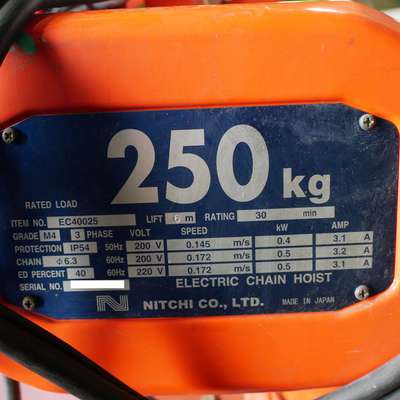 250 kg
RATED LOAD
ITEM NO. EC40025 LIFT m RATING 30 min
GRADE M4 3 PHASE VOLT SPEED kW AMP
PROTECTION IP54 50Hz 200 V 0.145 m/s 0.4 3.1 A
CHAIN φ6.3 60Hz 200 V 0.172 m/s 0.5 3.2 A
ED PERCENT 40 60Hz 220 V 0.172 m/s 0.5 3.1 A
SERIAL NO. ELECTRIC CHAIN HOIST
N NITCHI CO., LTD. MADE IN JAPAN